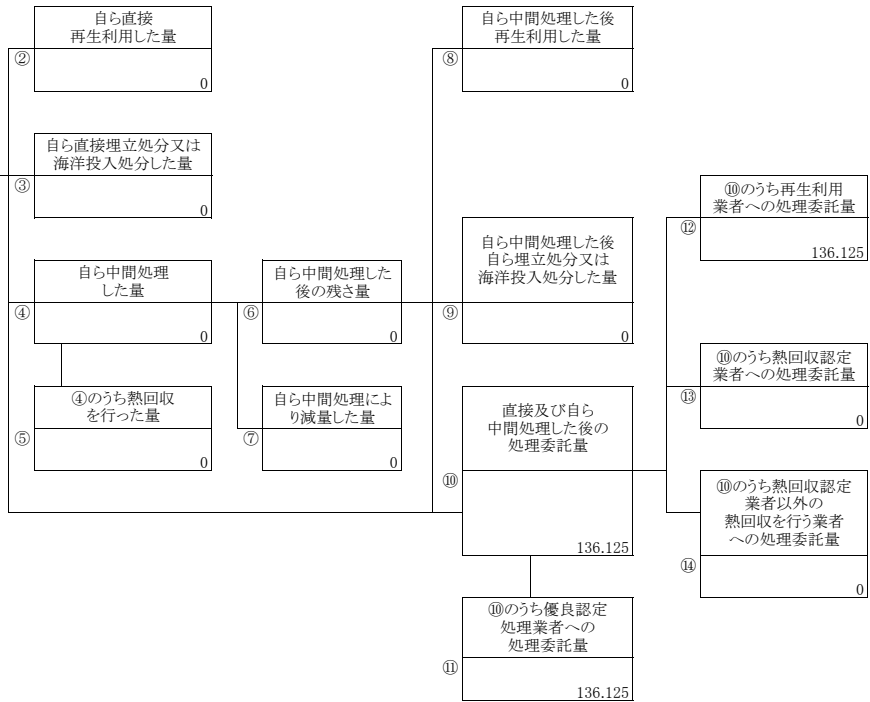 自ら直接
再生利用した量
②
0
自ら直接埋立処分又は
海洋投入処分した量
③
0
自ら中間処理
した量
④
0
④のうち熱回収
を行った量
⑤
0
自ら中間処理した
後の残さ量
⑥
0
自ら中間処理によ
り減量した量
⑦
0
自ら中間処理した後
再生利用した量
⑧
0
自ら中間処理した後
自ら埋立処分又は
海洋投入処分した量
⑨
0
直接及び自ら
中間処理した後の
処理委託量
⑩
136.125
⑩のうち優良認定
処理業者への
処理委託量
⑪
136.125
⑩のうち再生利用
業者への処理委託量
⑫
136.125
⑩のうち熱回収認定
業者への処理委託量
⑬
0
⑩のうち熱回収認定
業者以外の
熱回収を行う業者
への処理委託量
⑭
0